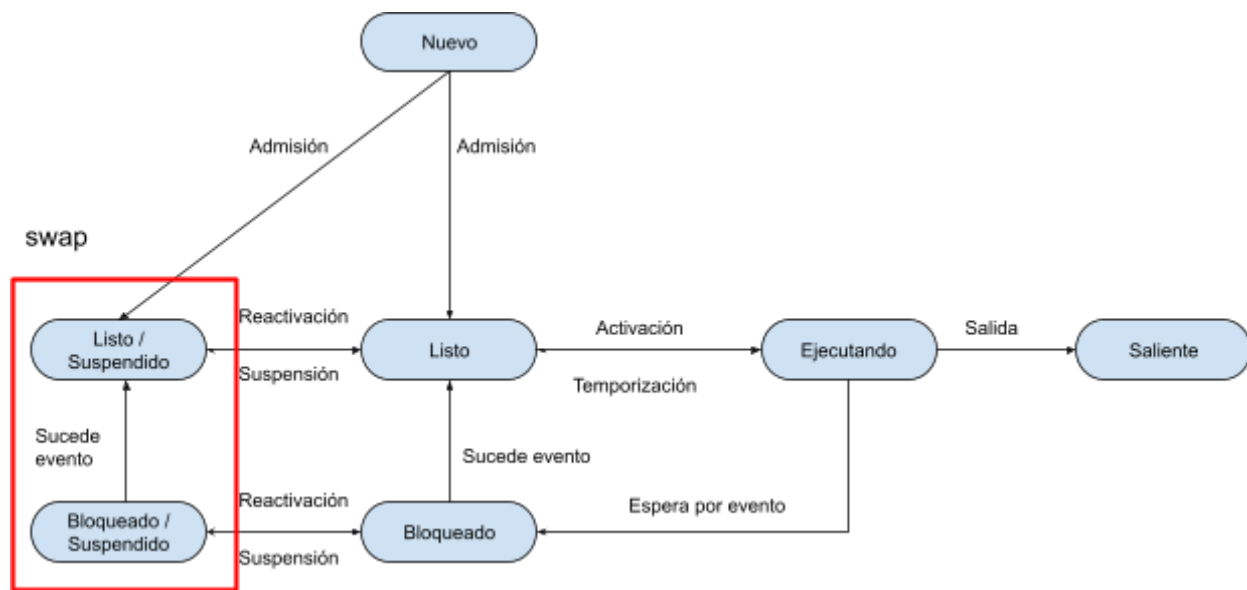 Nuevo
Admisión
Admisión
swap
Listo /
Suspendido
Reactivación
Suspensión
Listo
Activación
Temporización
Ejecutando
Salida
Saliente
Sucede
evento
Sucede evento
Bloqueado /
Suspendido
Reactivación
Suspensión
Bloqueado
Espera por evento